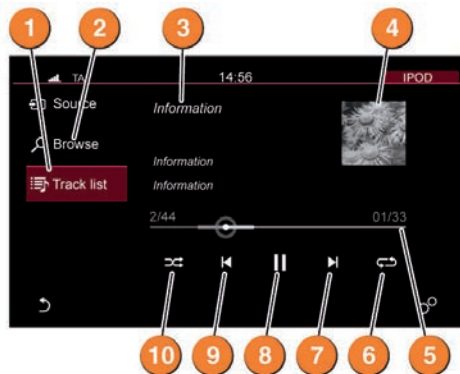 1 2 3 4
TA 14:56 IPOD
Source
Information
Browse
Information
Track list
Information
2/44 01/33
10 9 8 7 6 5